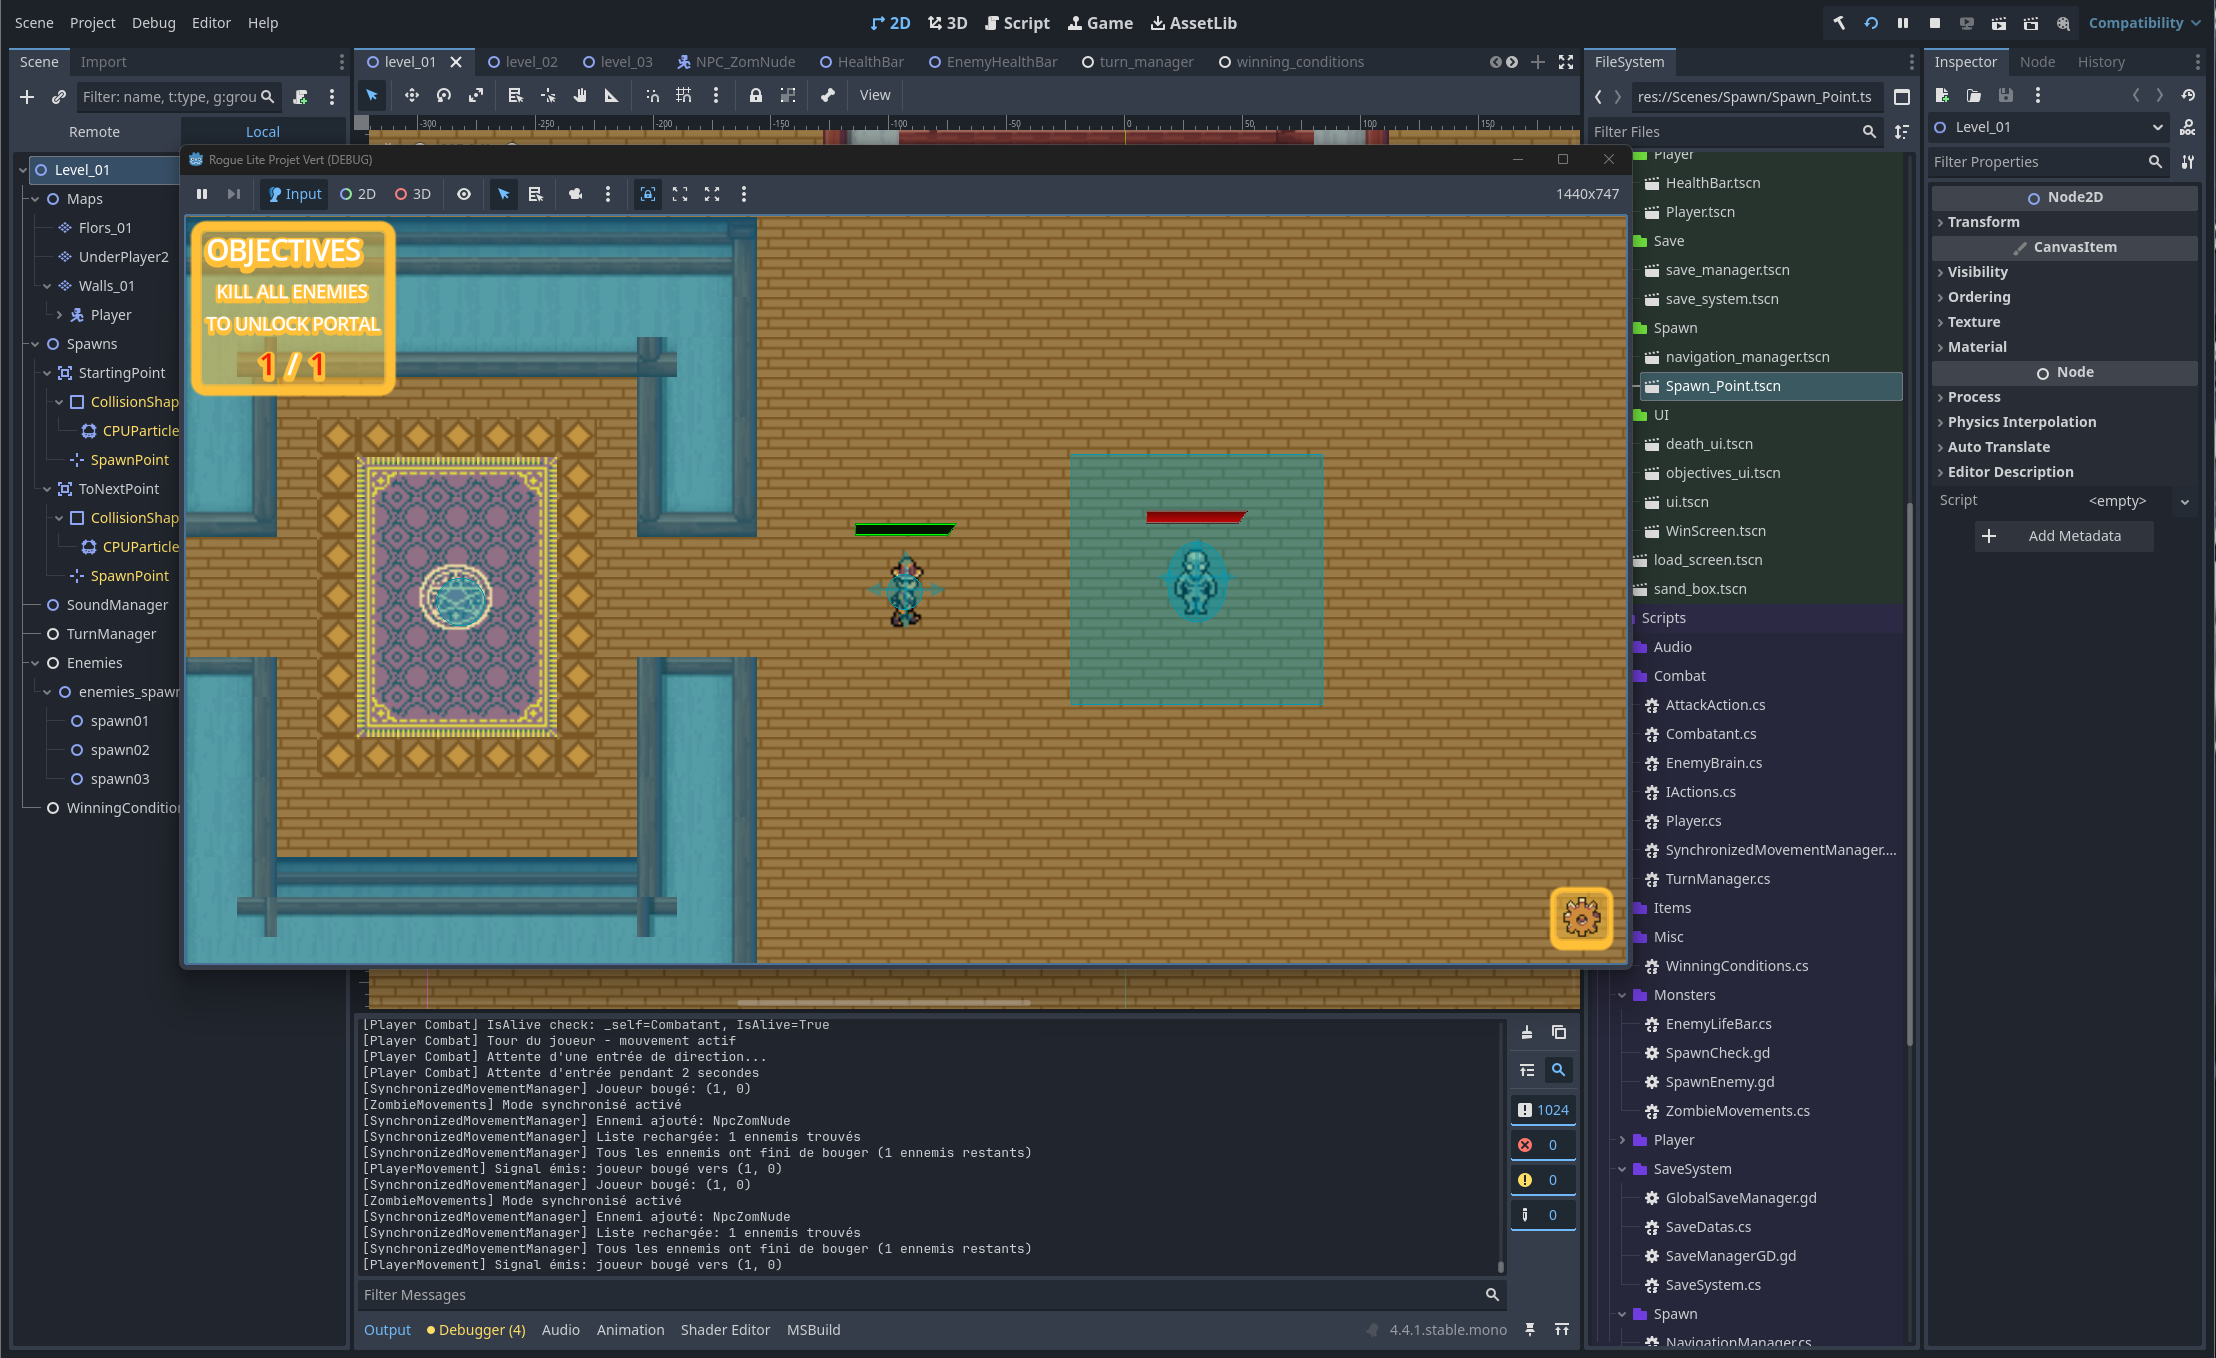 Scene Project Debug Editor Help
2D 3D Script Game AssetLib
Compatibility
Scene Import
level_01 level_02 level_03 NPC_ZomNude HealthBar EnemyHealthBar turn_manager winning_conditions
FileSystem
Inspector Node History
Filter: name, t:type, g:grou
View
res://Scenes/Spawn/Spawn_Point.ts
Remote Local
-300 -250 -200 -150 -100 -50 0 50 100 150
Filter Files
Level_01
Filter Properties
Level_01
Maps
Flors_01
UnderPlayer2
Walls_01
Player
Spawns
StartingPoint
CollisionShap
CPUParticle
SpawnPoint
ToNextPoint
CollisionShap
CPUParticle
SpawnPoint
SoundManager
TurnManager
Enemies
enemies_spawn
spawn01
spawn02
spawn03
WinningCondition
Rogue Lite Projet Vert (DEBUG)
Input 2D 3D
1440x747
OBJECTIVES
KILL ALL ENEMIES
TO UNLOCK PORTAL
1 / 1
[Player Combat] IsAlive check: _self=Combatant, IsAlive=True
[Player Combat] Tour du joueur - mouvement actif
[Player Combat] Attente d'une entrée de direction...
[Player Combat] Attente d'entrée pendant 2 secondes
[SynchronizedMovementManager] Joueur bougé: (1, 0)
[ZombieMovements] Mode synchronisé activé
[SynchronizedMovementManager] Ennemi ajouté: NpcZomNude
[SynchronizedMovementManager] Liste rechargée: 1 ennemis trouvés
[SynchronizedMovementManager] Tous les ennemis ont fini de bouger (1 ennemis restants)
[PlayerMovement] Signal émis: joueur bougé vers (1, 0)
[SynchronizedMovementManager] Joueur bougé: (1, 0)
[ZombieMovements] Mode synchronisé activé
[SynchronizedMovementManager] Ennemi ajouté: NpcZomNude
[SynchronizedMovementManager] Liste rechargée: 1 ennemis trouvés
[SynchronizedMovementManager] Tous les ennemis ont fini de bouger (1 ennemis restants)
[PlayerMovement] Signal émis: joueur bougé vers (1, 0)
1024
0
0
0
Filter Messages
Output Debugger (4) Audio Animation Shader Editor MSBuild
4.4.1.stable.mono
Player
HealthBar.tscn
Player.tscn
Save
save_manager.tscn
save_system.tscn
Spawn
navigation_manager.tscn
Spawn_Point.tscn
UI
death_ui.tscn
objectives_ui.tscn
ui.tscn
WinScreen.tscn
load_screen.tscn
sand_box.tscn
Scripts
Audio
Combat
AttackAction.cs
Combatant.cs
EnemyBrain.cs
IActions.cs
Player.cs
SynchronizedMovementManager....
TurnManager.cs
Items
Misc
WinningConditions.cs
Monsters
EnemyLifeBar.cs
SpawnCheck.gd
SpawnEnemy.gd
ZombieMovements.cs
Player
SaveSystem
GlobalSaveManager.gd
SaveDatas.cs
SaveManagerGD.gd
SaveSystem.cs
Spawn
NavigationManager.cs
Node2D
Transform
CanvasItem
Visibility
Ordering
Texture
Material
Node
Process
Physics Interpolation
Auto Translate
Editor Description
Script <empty>
Add Metadata